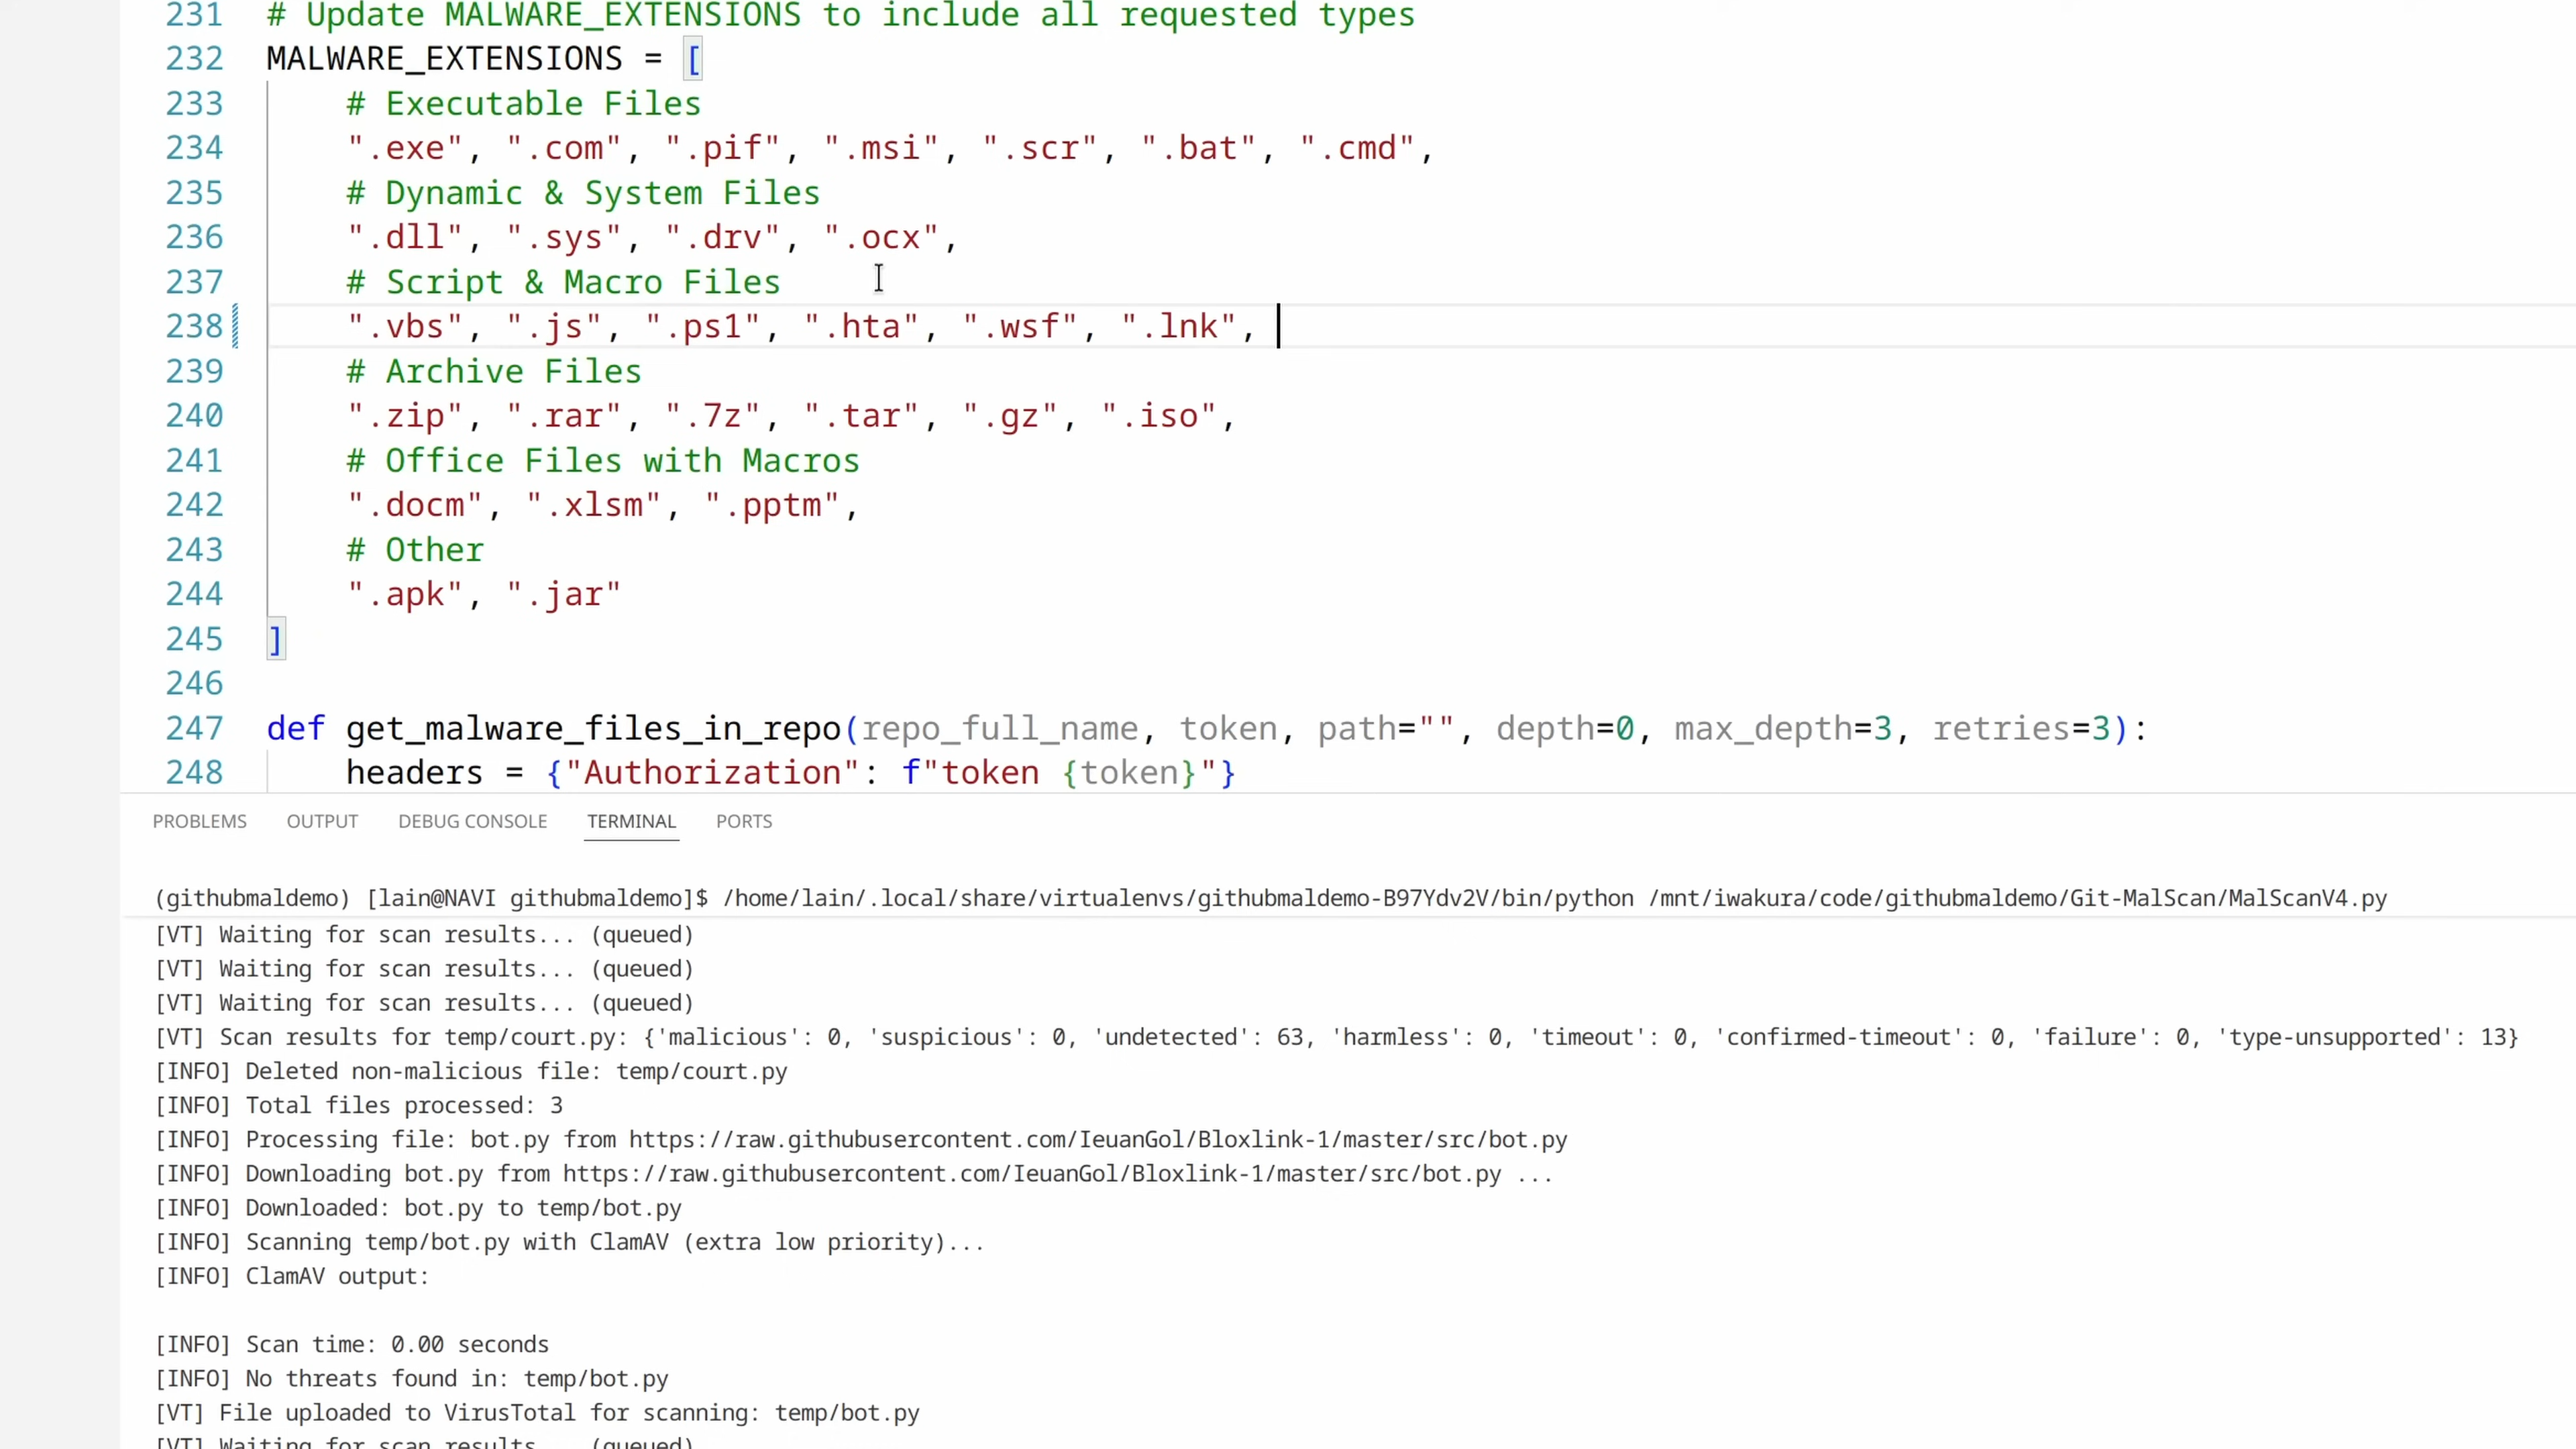 231 # Update MALWARE_EXTENSIONS to include all requested types
232 MALWARE_EXTENSIONS = [
233     # Executable Files
234     ".exe", ".com", ".pif", ".msi", ".scr", ".bat", ".cmd",
235     # Dynamic & System Files
236     ".dll", ".sys", ".drv", ".ocx",
237     # Script & Macro Files
238     ".vbs", ".js", ".ps1", ".hta", ".wsf", ".lnk",
239     # Archive Files
240     ".zip", ".rar", ".7z", ".tar", ".gz", ".iso",
241     # Office Files with Macros
242     ".docm", ".xlsm", ".pptm",
243     # Other
244     ".apk", ".jar"
245 ]
246
247 def get_malware_files_in_repo(repo_full_name, token, path="", depth=0, max_depth=3, retries=3):
248     headers = {"Authorization": f"token {token}"}
PROBLEMS OUTPUT DEBUG CONSOLE TERMINAL PORTS
(githubmaldemo) [lain@NAVI githubmaldemo]$ /home/lain/.local/share/virtualenvs/githubmaldemo-B97Ydv2V/bin/python /mnt/iwakura/code/githubmaldemo/Git-MalScan/MalScanV4.py
[VT] Waiting for scan results... (queued)
[VT] Waiting for scan results... (queued)
[VT] Waiting for scan results... (queued)
[VT] Scan results for temp/court.py: {'malicious': 0, 'suspicious': 0, 'undetected': 63, 'harmless': 0, 'timeout': 0, 'confirmed-timeout': 0, 'failure': 0, 'type-unsupported': 13}
[INFO] Deleted non-malicious file: temp/court.py
[INFO] Total files processed: 3
[INFO] Processing file: bot.py from https://raw.githubusercontent.com/IeuanGol/Bloxlink-1/master/src/bot.py
[INFO] Downloading bot.py from https://raw.githubusercontent.com/IeuanGol/Bloxlink-1/master/src/bot.py ...
[INFO] Downloaded: bot.py to temp/bot.py
[INFO] Scanning temp/bot.py with ClamAV (extra low priority)...
[INFO] ClamAV output:
[INFO] Scan time: 0.00 seconds
[INFO] No threats found in: temp/bot.py
[VT] File uploaded to VirusTotal for scanning: temp/bot.py
[VT] Waiting for scan results... (queued)